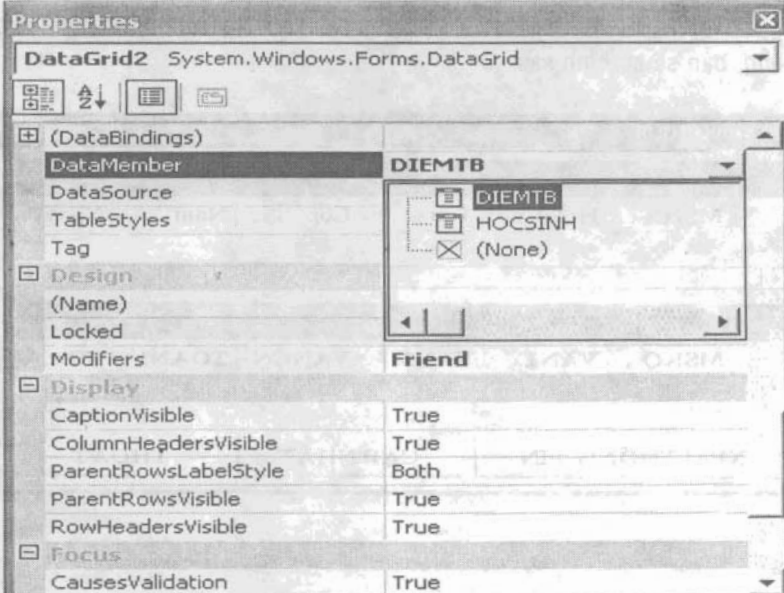 Properties
DataGrid2 System.Windows.Forms.DataGrid
(DataBindings)
DataMember DIEMTB
DataSource DIEMTB
TableStyles HOCSINH
Tag (None)
Design
(Name)
Locked
Modifiers Friend
Display
CaptionVisible True
ColumnHeadersVisible True
ParentRowsLabelStyle Both
ParentRowsVisible True
RowHeadersVisible True
Focus
CausesValidation True